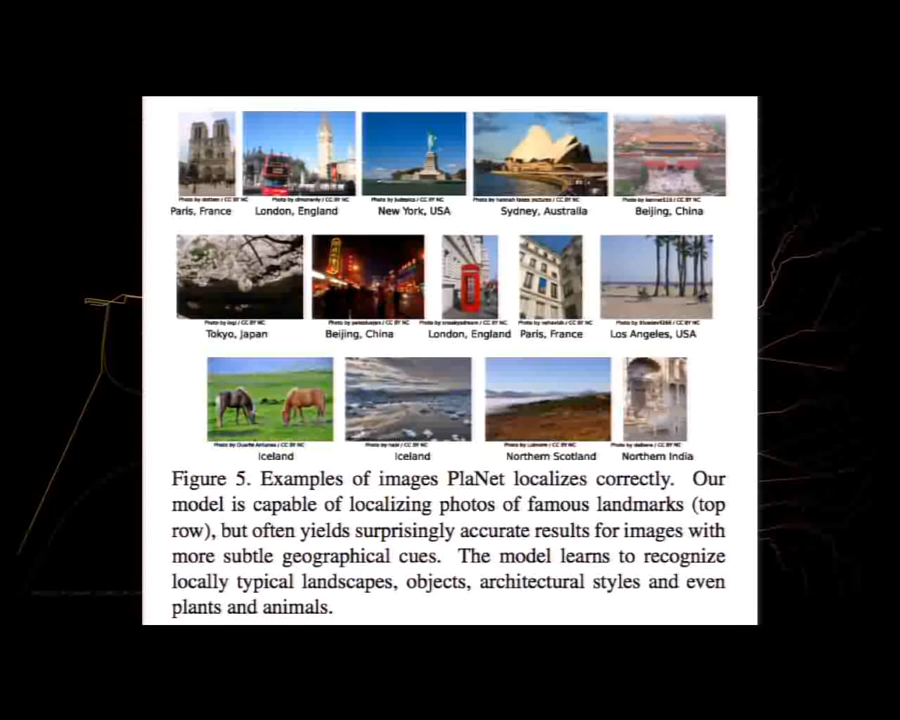 Paris, France London, England New York, USA Sydney, Australia Beijing, China
Tokyo, Japan Beijing, China London, England Paris, France Los Angeles, USA
Iceland Iceland Northern Scotland Northern India
Figure 5. Examples of images PlaNet localizes correctly. Our
model is capable of localizing photos of famous landmarks (top
row), but often yields surprisingly accurate results for images with
more subtle geographical cues. The model learns to recognize
locally typical landscapes, objects, architectural styles and even
plants and animals.